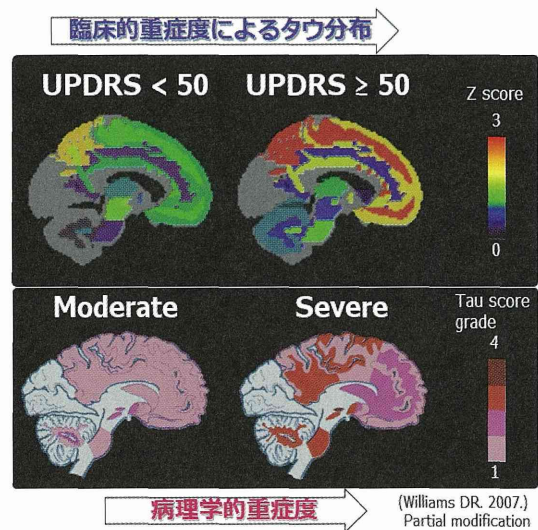 臨床的重症度によるタウ分布
UPDRS < 50
UPDRS ≥ 50
Z score
3
0
Moderate
Severe
Tau score
grade
4
1
病理学的重症度
(Williams DR. 2007.)
Partial modification